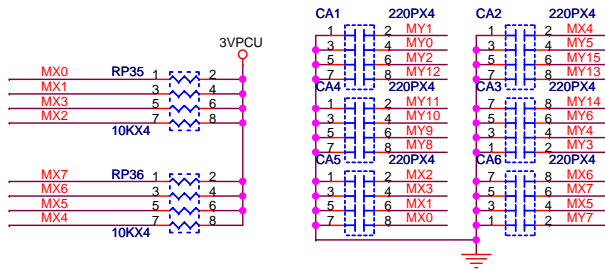 CA1 220PX4 CA2 220PX4
1 2 MY1 1 2 MX4
3VPCU 3 4 MY0 3 4 MY5
5 6 MY2 5 6 MY15
7 8 MY12 7 8 MY13
MX0 RP35 1 2 CA4 220PX4 CA3 220PX4
MX1 3 4 1 2 MY11 7 8 MY14
MX3 5 6 3 4 MY10 5 6 MY6
MX2 7 8 5 6 MY9 3 4 MY4
10KX4 7 8 MY8 1 2 MY3
CA5 220PX4 CA6 220PX4
MX7 RP36 1 2 1 2 MX2 7 8 MX6
MX6 3 4 3 4 MX3 5 6 MX7
MX5 5 6 5 6 MX1 3 4 MX5
MX4 7 8 7 8 MX0 1 2 MY7
10KX4